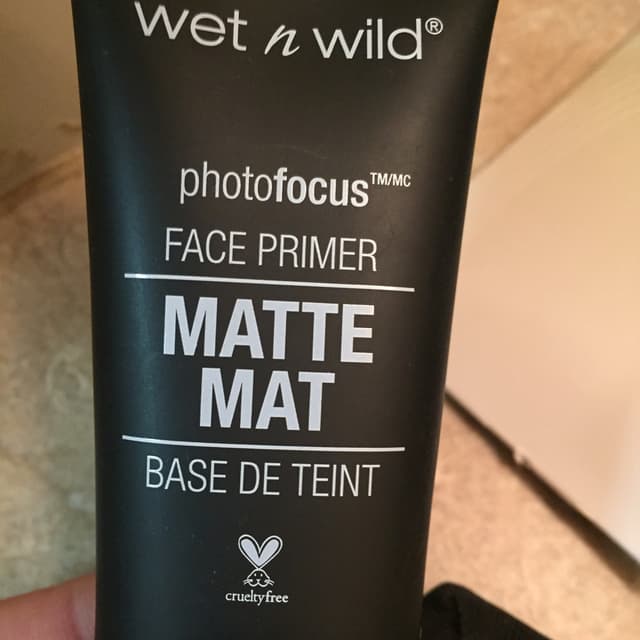 wet n wild®
photofocus™/MC
FACE PRIMER
MATTE
MAT
BASE DE TEINT
crueltyfree